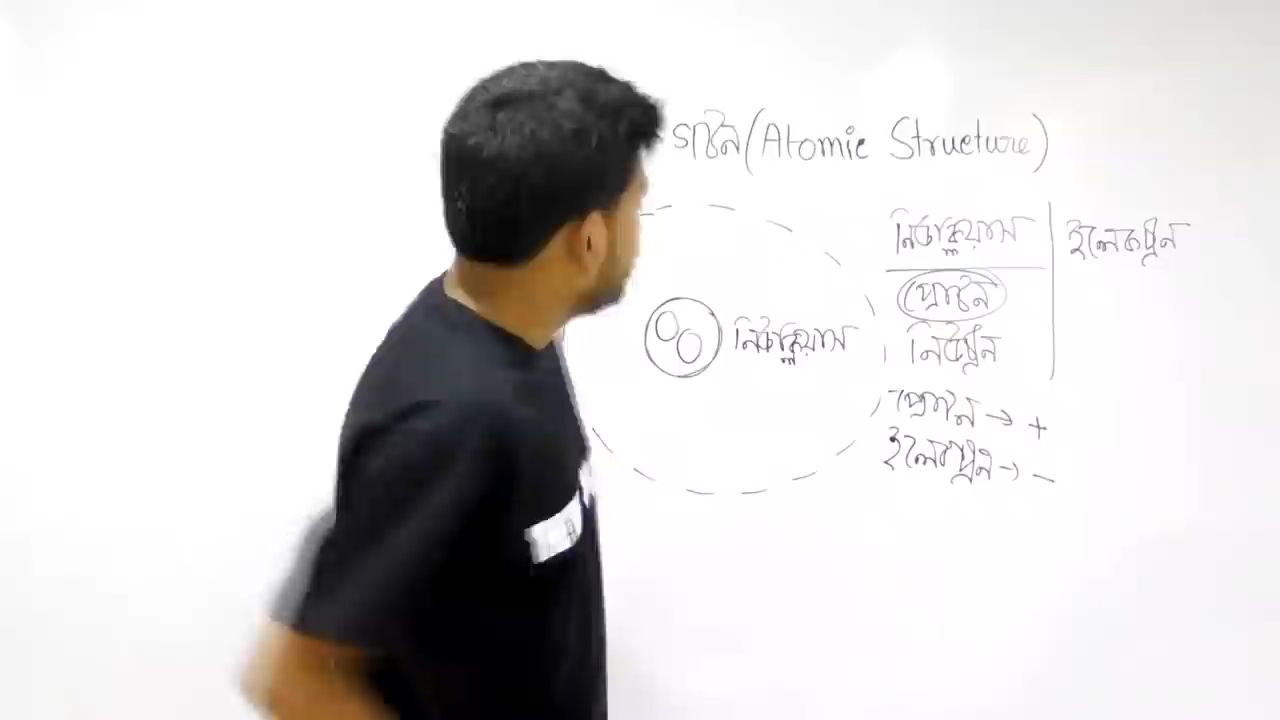 গঠন (Atomic Structure)
নিউক্লিয়াস ইলেকট্রন
প্রোটন
নিউক্লিয়াস নিউট্রন
প্রোটন → +
ইলেকট্রন → -